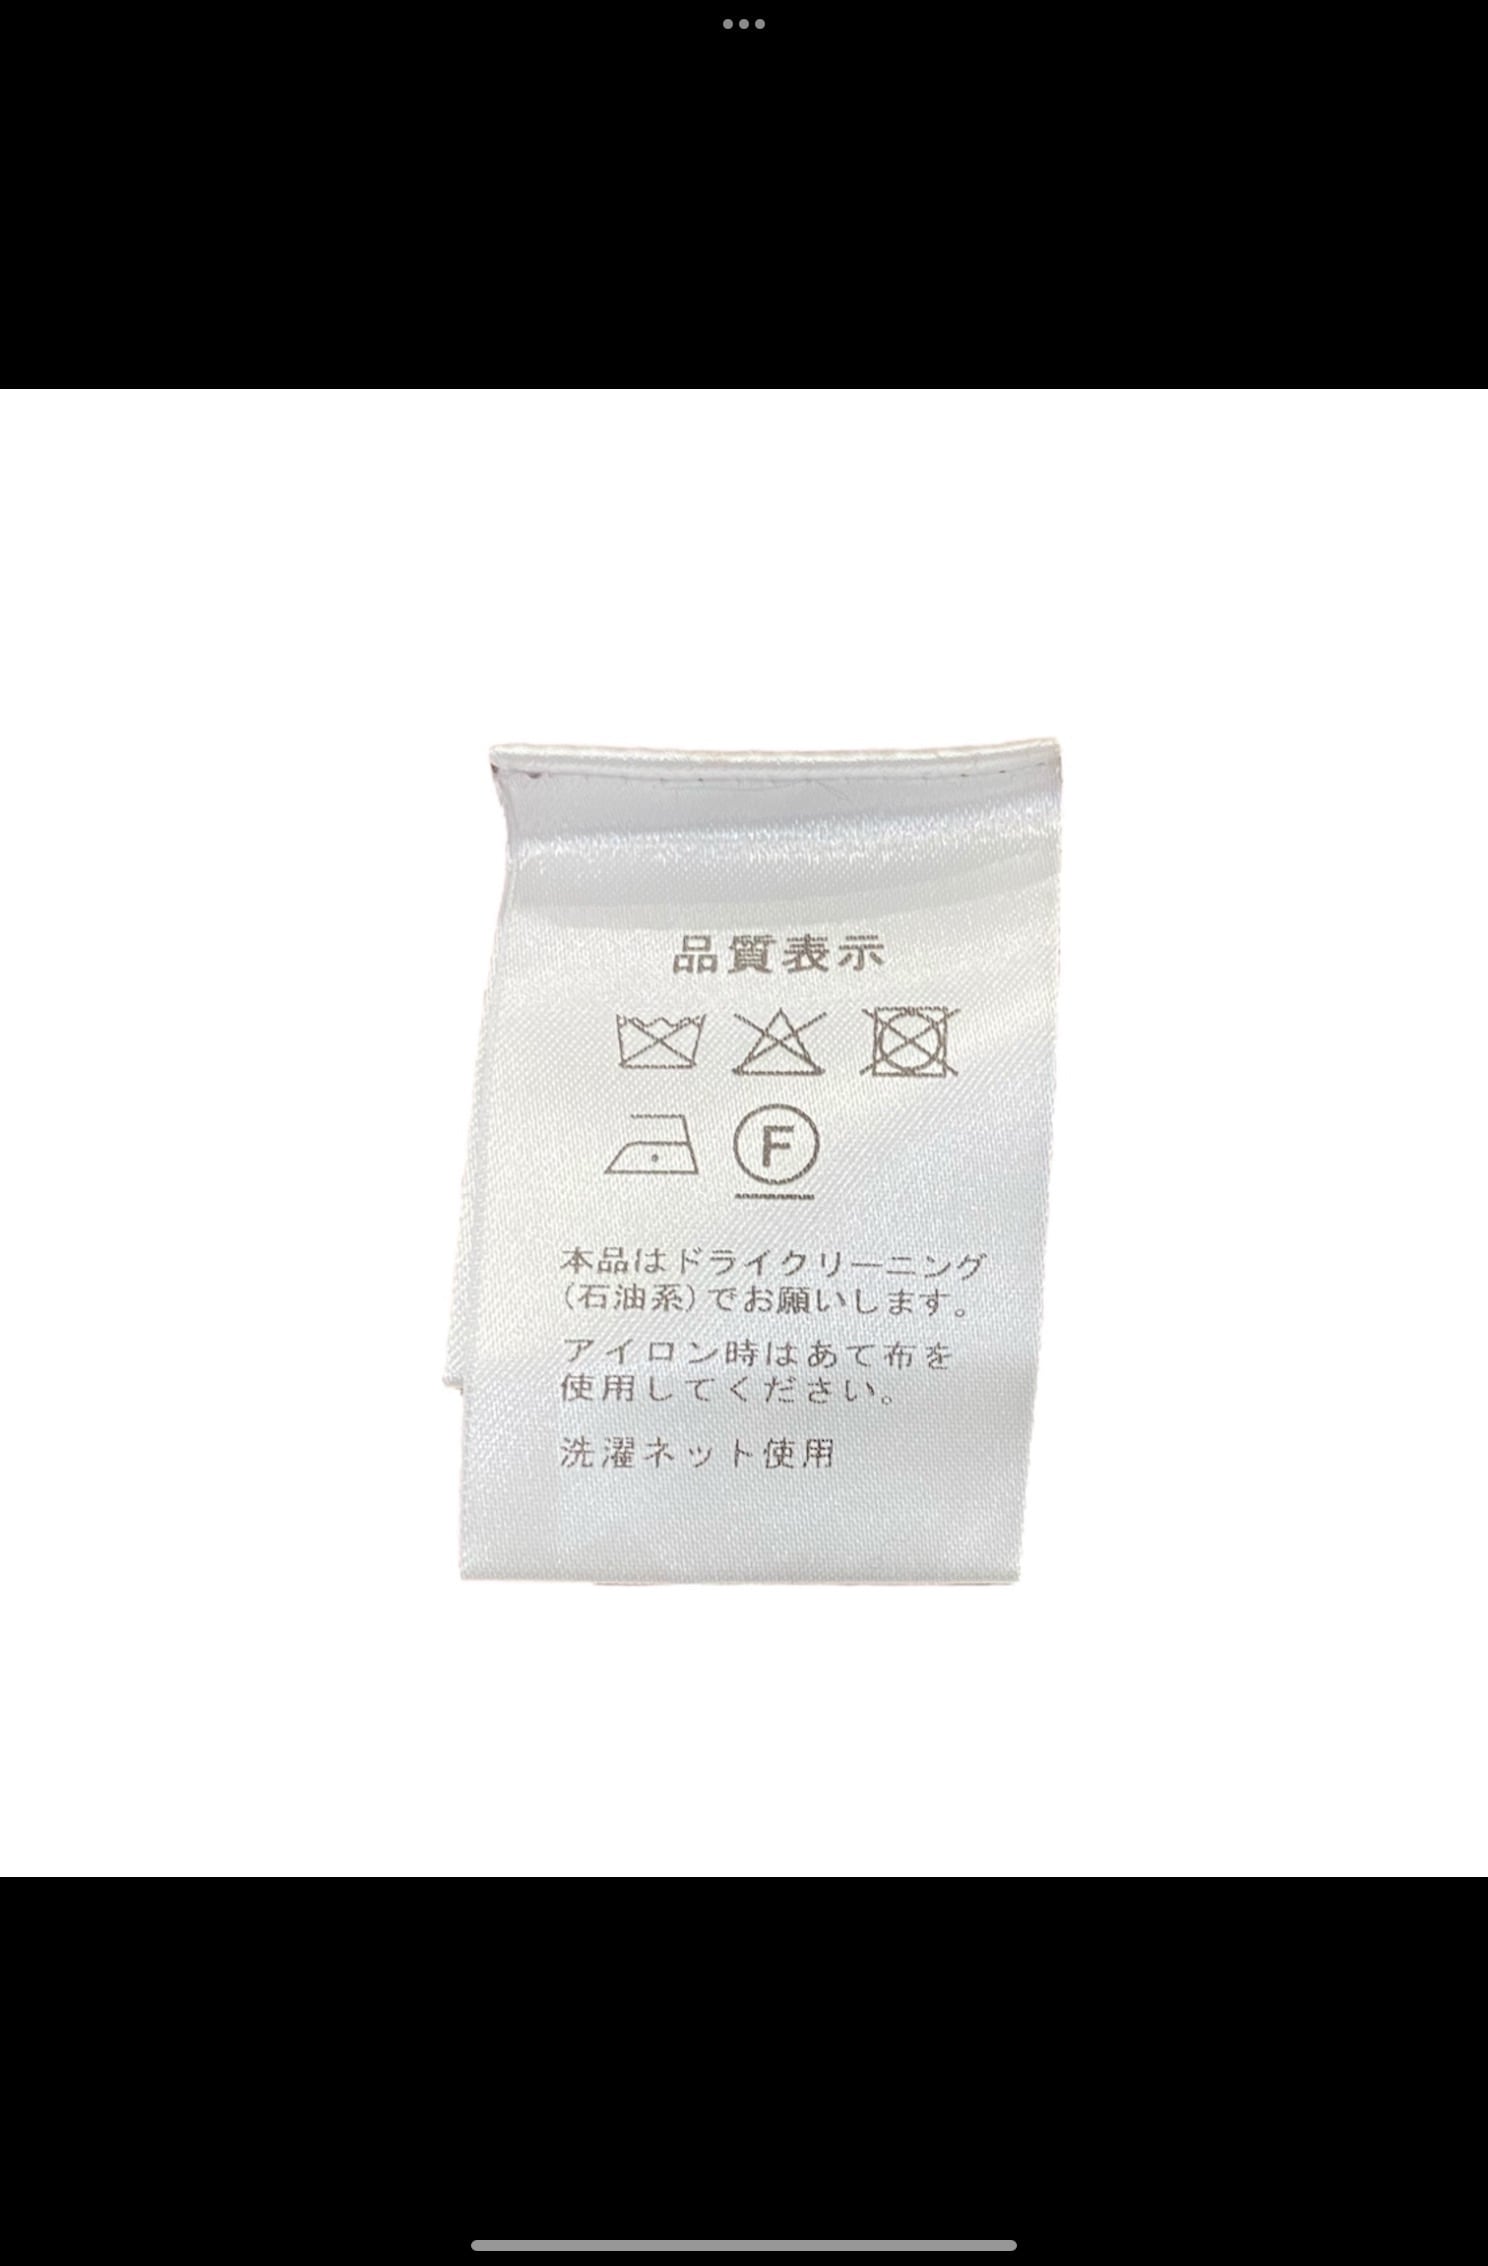 品質表示
F
本品はドライクリーニング
(石油系)でお願いします。
アイロン時はあて布を
使用してください。
洗濯ネット使用